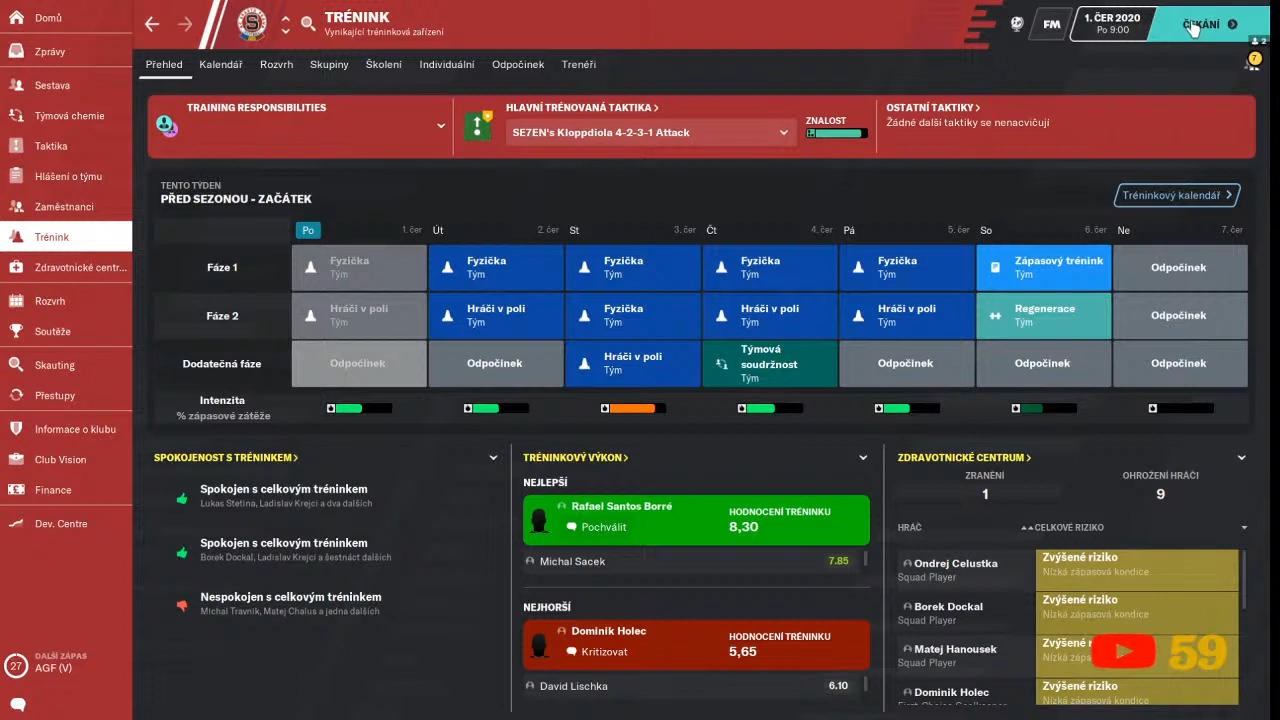 Domů
Zprávy
Sestava
Týmová chemie
Taktika
Hlášení o týmu
Zaměstnanci
Trénink
Zdravotnické centr...
Rozvrh
Soutěže
Skauting
Přestupy
Informace o klubu
Club Vision
Finance
Dev. Centre
27
DALŠÍ ZÁPAS
AGF (V)
TRÉNINK
Vynikající tréninková zařízení
FM
1. ČER 2020
Po 9:00
ČEKÁNÍ
2
7
Přehled
Kalendář
Rozvrh
Skupiny
Školení
Individuální
Odpočinek
Trenéři
TRAINING RESPONSIBILITIES
HLAVNÍ TRÉNOVANÁ TAKTIKA
SE7EN's Kloppdiola 4-2-3-1 Attack
ZNALOST
OSTATNÍ TAKTIKY
Žádné další taktiky se nenacvičují
TENTO TÝDEN
PŘED SEZONOU - ZAČÁTEK
Tréninkový kalendář
Po 1. čer Út 2. čer St 3. čer Čt 4. čer Pá 5. čer So 6. čer Ne 7. čer
Fáze 1
Fyzička
Tým
Fyzička
Tým
Fyzička
Tým
Fyzička
Tým
Fyzička
Tým
Zápasový trénink
Tým
Odpočinek
Fáze 2
Hráči v poli
Tým
Hráči v poli
Tým
Fyzička
Tým
Hráči v poli
Tým
Hráči v poli
Tým
Regenerace
Tým
Odpočinek
Dodatečná fáze
Odpočinek
Odpočinek
Hráči v poli
Tým
Týmová
soudržnost
Tým
Odpočinek
Odpočinek
Odpočinek
Intenzita
% zápasové zátěže
SPOKOJENOST S TRÉNINKEM
Spokojen s celkovým tréninkem
Lukas Stetina, Ladislav Krejci a dva dalších
Spokojen s celkovým tréninkem
Borek Dockal, Ladislav Krejci a šestnáct dalších
Nespokojen s celkovým tréninkem
Michal Travnik, Matej Chalus a jedna dalších
TRÉNINKOVÝ VÝKON
NEJLEPŠÍ
Rafael Santos Borré
Pochválit
HODNOCENÍ TRÉNINKU
8,30
Michal Sacek 7.85
NEJHORŠÍ
Dominik Holec
Kritizovat
HODNOCENÍ TRÉNINKU
5,65
David Lischka 6.10
ZDRAVOTNICKÉ CENTRUM
ZRANĚNÍ
1
OHROŽENÍ HRÁČI
9
HRÁČ
CELKOVÉ RIZIKO
Ondrej Celustka
Squad Player
Zvýšené riziko
Nízká zápasová kondice
Borek Dockal
Squad Player
Zvýšené riziko
Nízká zápasová kondice
Matej Hanousek
Squad Player
Zvýšené
Nízká
Dominik Holec
First-Choice Goalkeeper
Zvýšené riziko
Nízká zápasová kondice
59